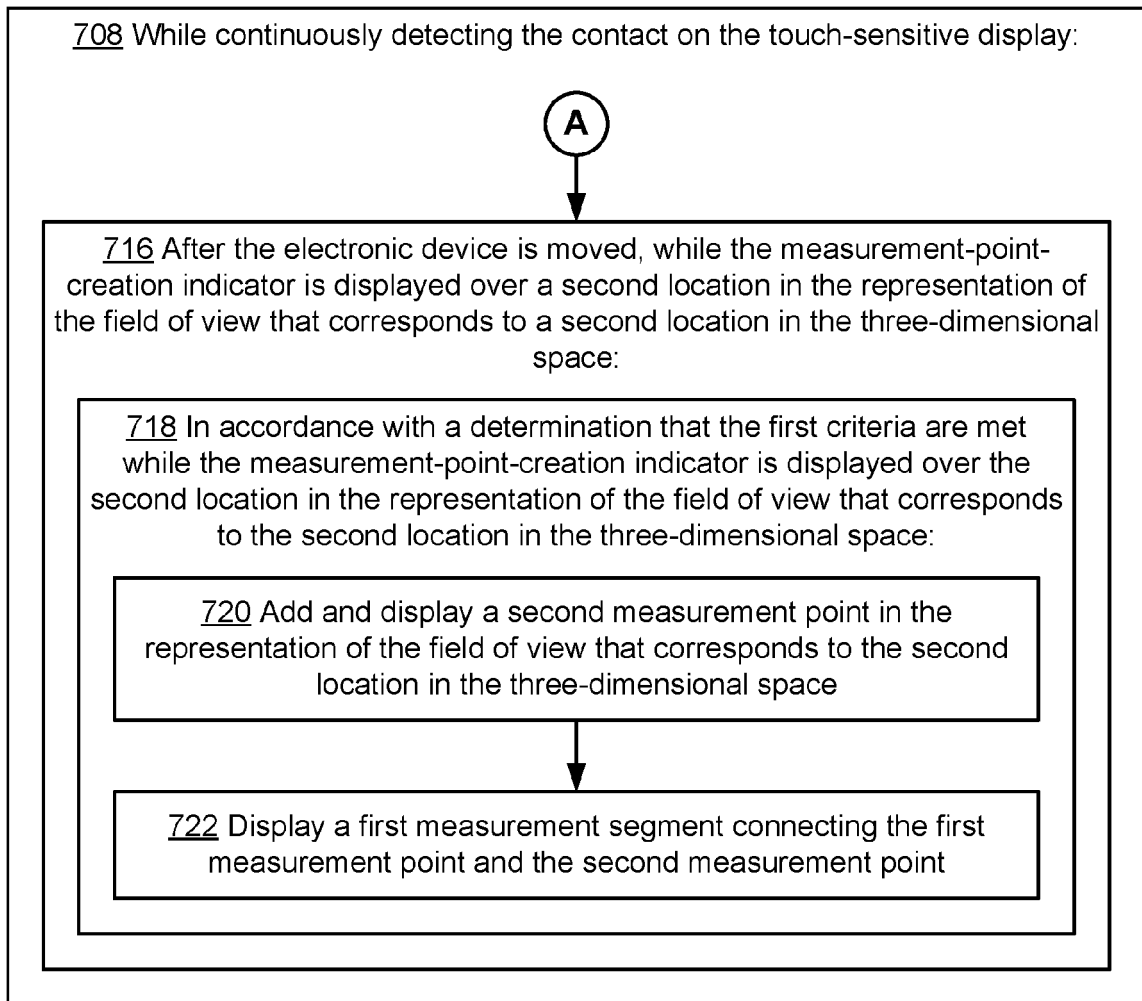 708 While continuously detecting the contact on the touch-sensitive display:
A
716 After the electronic device is moved, while the measurement-point-
creation indicator is displayed over a second location in the representation of
the field of view that corresponds to a second location in the three-dimensional
space:
718 In accordance with a determination that the first criteria are met
while the measurement-point-creation indicator is displayed over the
second location in the representation of the field of view that corresponds
to the second location in the three-dimensional space:
720 Add and display a second measurement point in the
representation of the field of view that corresponds to the second
location in the three-dimensional space
722 Display a first measurement segment connecting the first
measurement point and the second measurement point